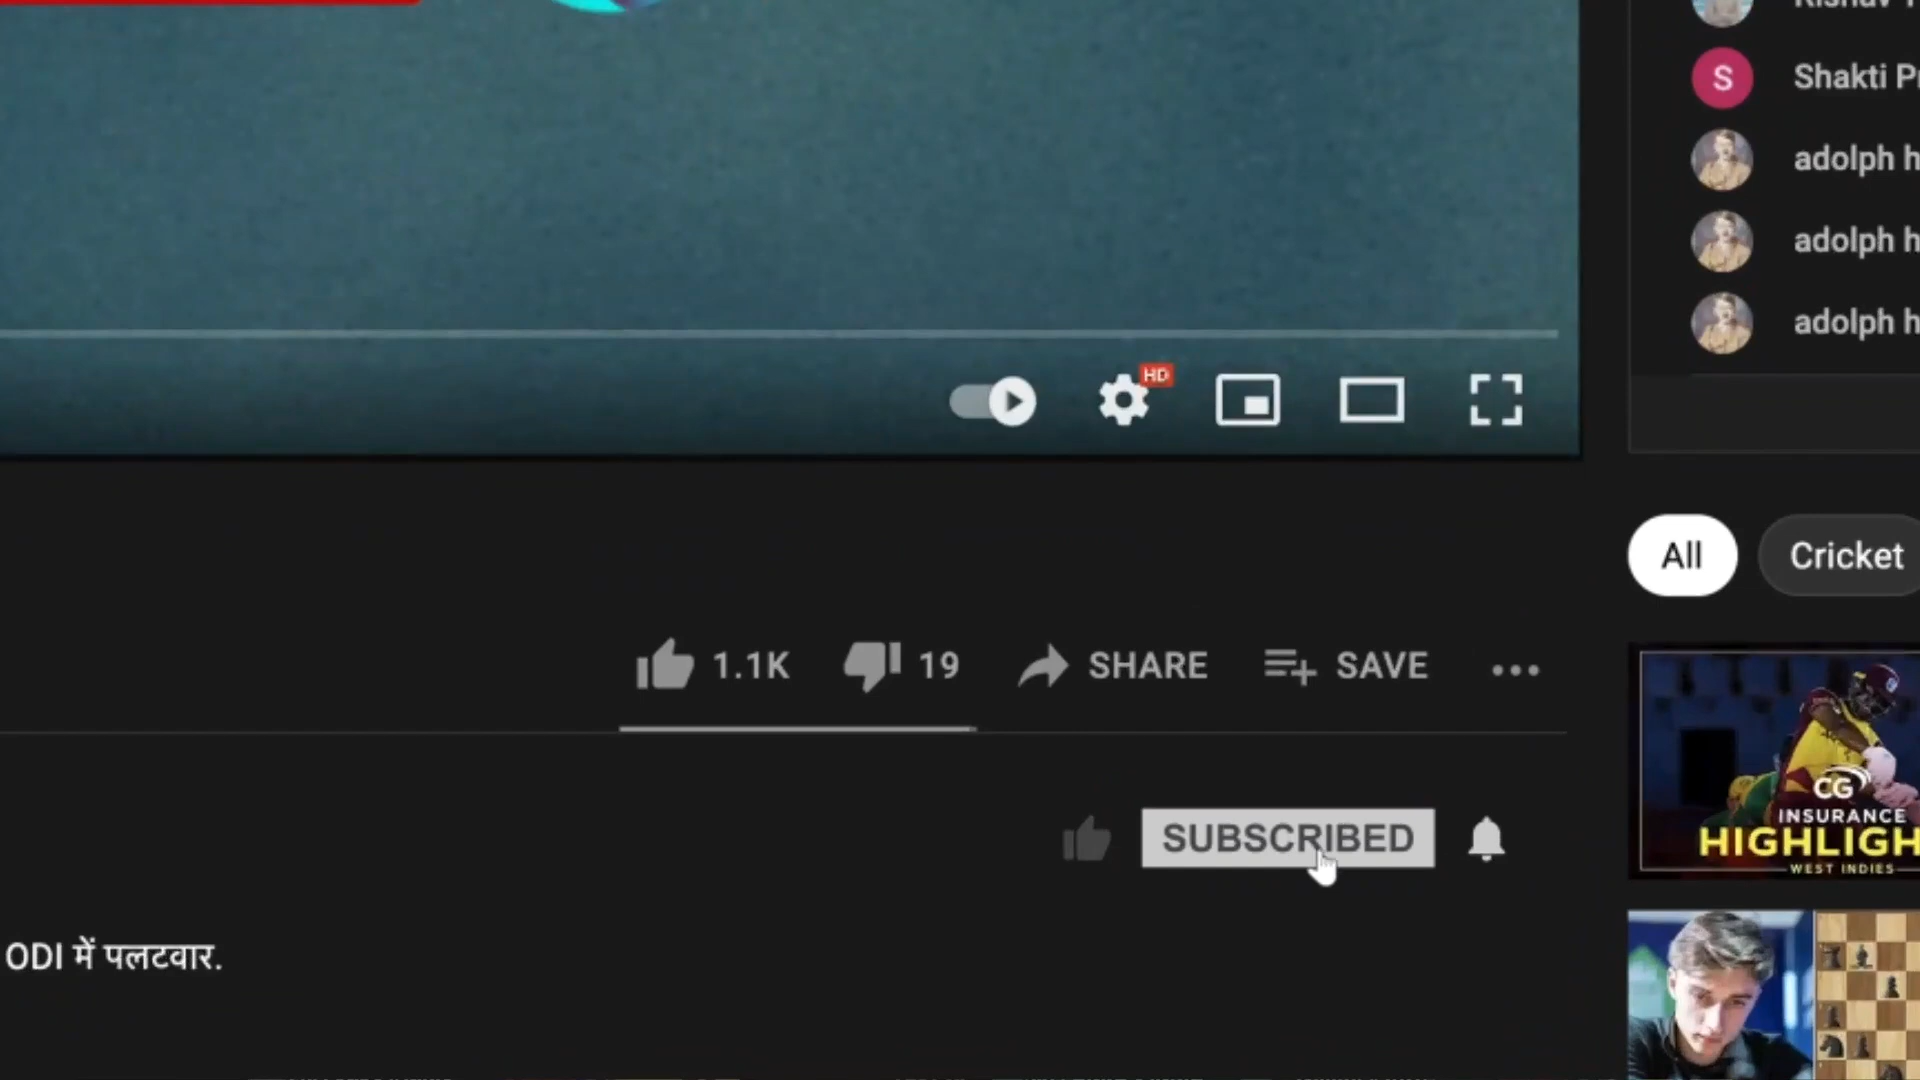 S
Shakti
adolph
adolph
adolph
HD
All
Cricket
1.1K
19
SHARE
SAVE
SUBSCRIBED
CG
INSURANCE
WEST INDIES
ODI में पलटवार.